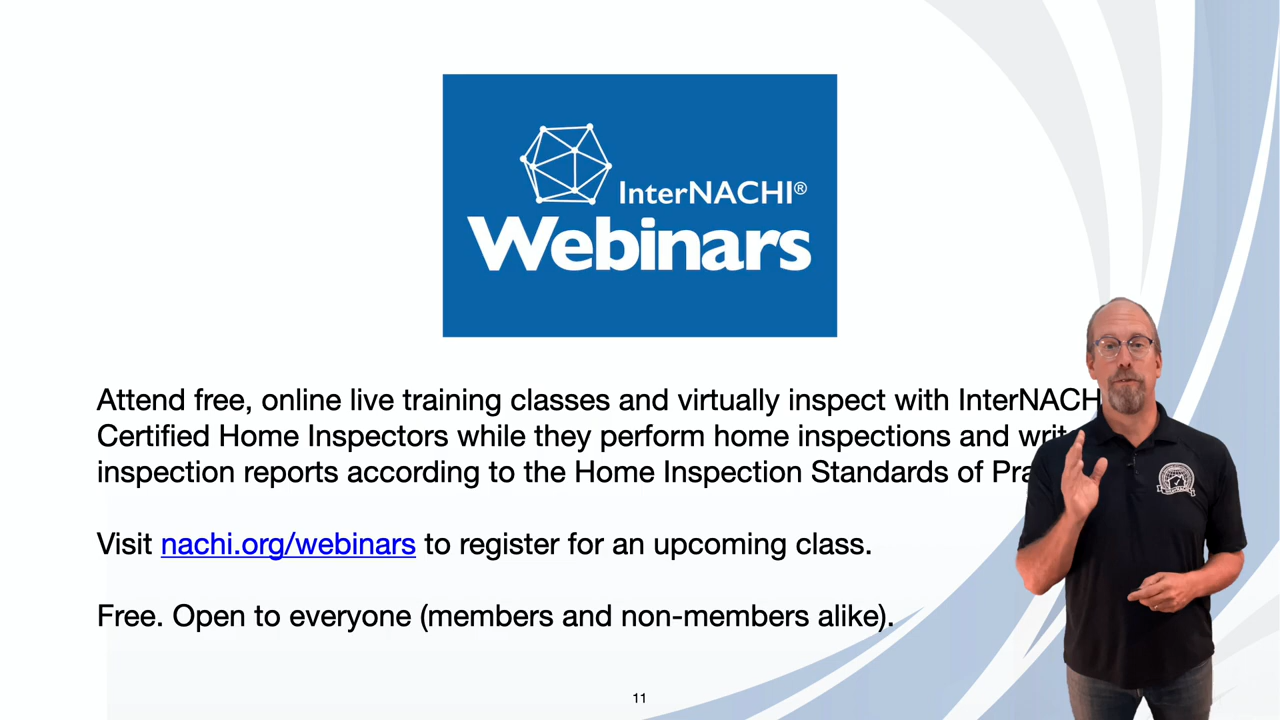 InterNACHI®
Webinars
Attend free, online live training classes and virtually inspect with InterNACH
Certified Home Inspectors while they perform home inspections and write
inspection reports according to the Home Inspection Standards of
Visit nachi.org/webinars to register for an upcoming class.
Free. Open to everyone (members and non-members alike).
11